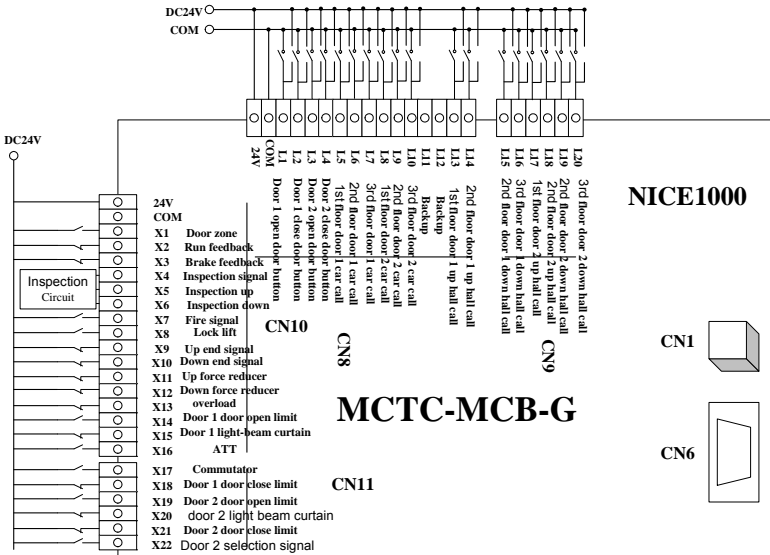 DC24V
COM
DC24V
24V
COM
L1
L2
L3
L4
L5
L6
L7
L8
L9
L10
L11
L12
L13
L14
L15
L16
L17
L18
L19
L20
Door 1 open door button
Door 1 close door button
Door 2 open door button
Door 2 close door button
1st floor door 1 car call
2nd floor door 1 car call
3rd floor door 1 car call
1st floor door 2 car call
2nd floor door 2 car call
3rd floor door 2 car call
Backup
Backup
1st floor door 1 up hall call
2nd floor door 1 up hall call
2nd floor door 1 down hall call
3rd floor door 1 down hall call
1st floor door 2 up hall call
2nd floor door 2 up hall call
2nd floor door 2 down hall call
3rd floor door 2 down hall call
NICE1000
24V
COM
X1 Door zone
X2 Run feedback
X3 Brake feedback
X4 Inspection signal
X5 Inspection up
X6 Inspection down
X7 Fire signal
X8 Lock lift
X9 Up end signal
X10 Down end signal
X11 Up force reducer
X12 Down force reducer
X13 overload
X14 Door 1 door open limit
X15 Door 1 light-beam curtain
X16 ATT
X17 Commutator
X18 Door 1 door close limit
X19 Door 2 door open limit
X20 door 2 light beam curtain
X21 Door 2 door close limit
X22 Door 2 selection signal
Inspection
Circuit
CN10
CN8
CN9
CN1
MCTC-MCB-G
CN6
CN11